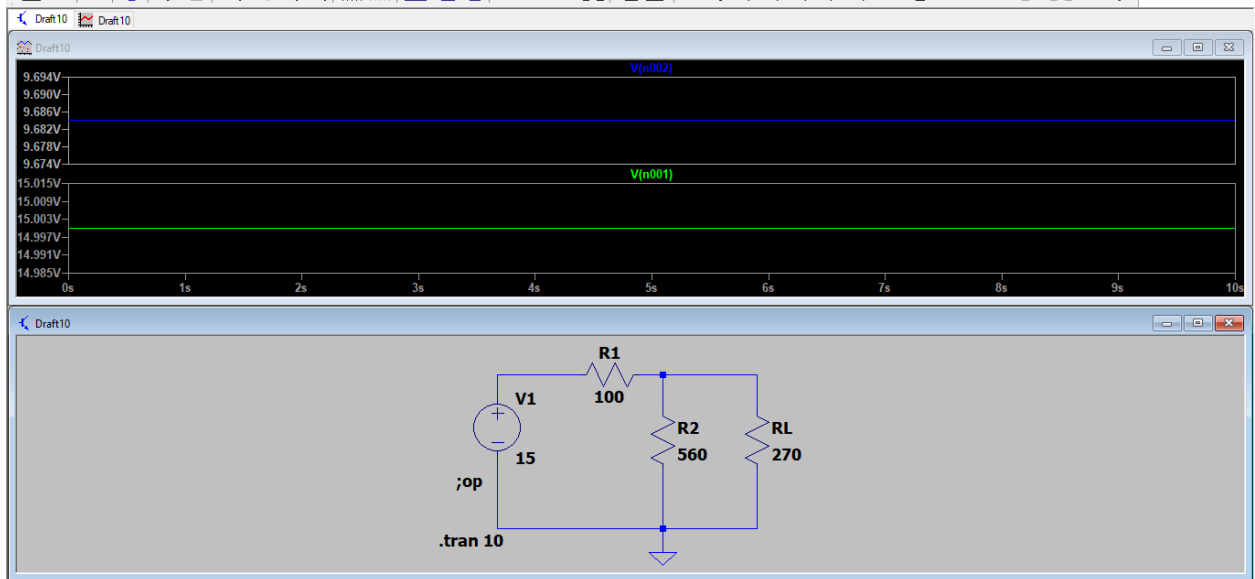 Draft10 Draft10
Draft10
V(n002)
9.694V
9.690V
9.686V
9.682V
9.678V
9.674V
V(n001)
15.015V
15.009V
15.003V
14.997V
14.991V
14.985V
0s 1s 2s 3s 4s 5s 6s 7s 8s 9s 10s
Draft10
R1
100
V1
15
R2
560
RL
270
;op
.tran 10